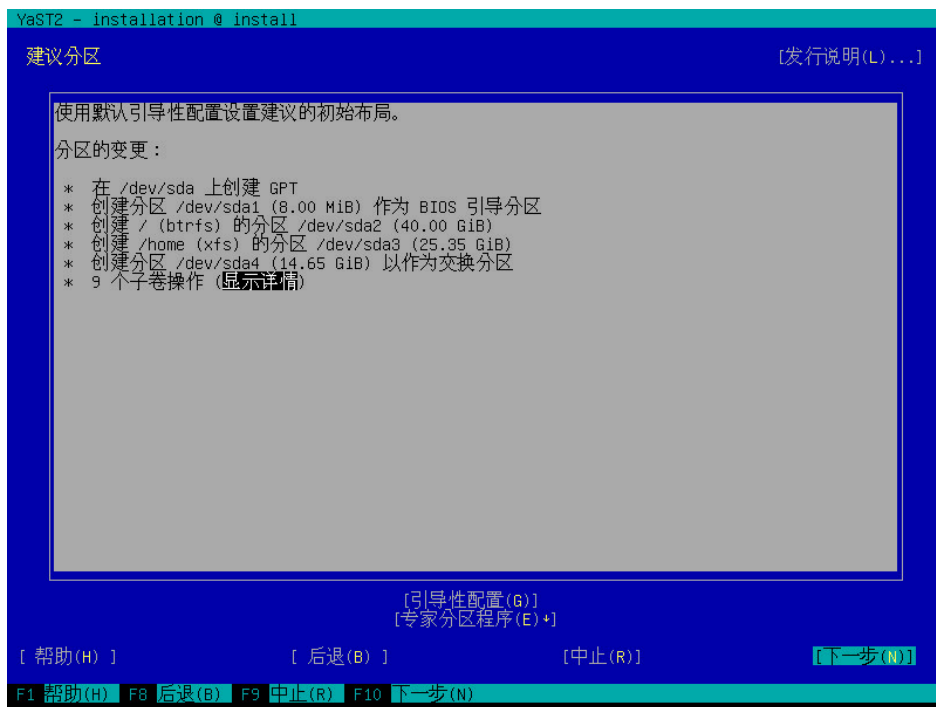 YaST2 - installation @ install
建议分区 [发行说明(L)...]
使用默认引导性配置设置建议的初始布局。
分区的变更：
* 在 /dev/sda 上创建 GPT
* 创建分区 /dev/sda1 (8.00 MiB) 作为 BIOS 引导分区
* 创建 / (btrfs) 的分区 /dev/sda2 (40.00 GiB)
* 创建 /home (xfs) 的分区 /dev/sda3 (25.35 GiB)
* 创建分区 /dev/sda4 (14.65 GiB) 以作为交换分区
* 9 个子卷操作 (显示详情)
[引导性配置(G)]
[专家分区程序(E)↓]
[ 帮助(H) ] [ 后退(B) ] [中止(R)] [下一步(N)]
F1 帮助(H) F8 后退(B) F9 中止(R) F10 下一步(N)